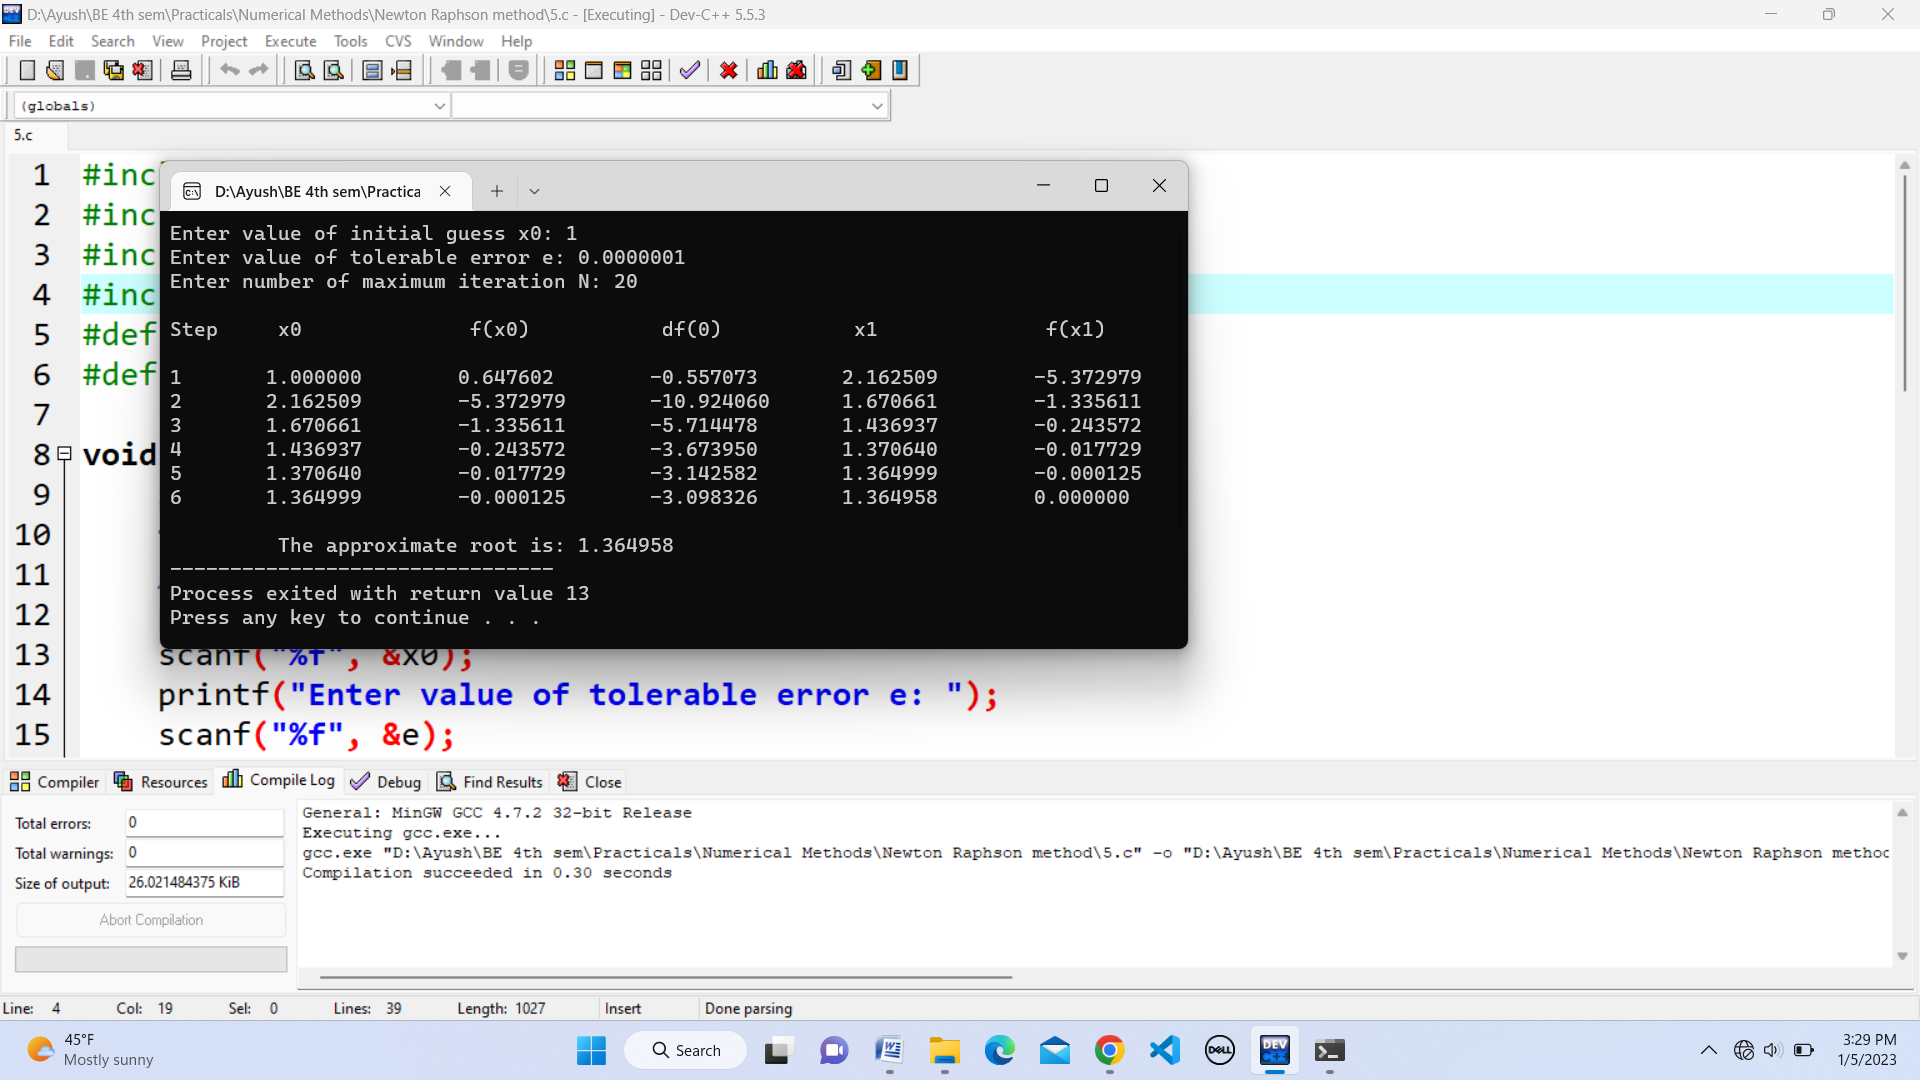 D:\Ayush\BE 4th sem\Practicals\Numerical Methods\Newton Raphson method\5.c - [Executing] - Dev-C++ 5.5.3
File Edit Search View Project Execute Tools CVS Window Help
(globals)
5.c
1 #inc
2 #inc
3 #inc
4 #inc
5 #def
6 #def
7
8 void
9
10
11
12
13 scanf("%f", &x0);
14 printf("Enter value of tolerable error e: ");
15 scanf("%f", &e);
D:\Ayush\BE 4th sem\Practica
Enter value of initial guess x0: 1
Enter value of tolerable error e: 0.0000001
Enter number of maximum iteration N: 20
Step x0 f(x0) df(0) x1 f(x1)
1 1.000000 0.647602 -0.557073 2.162509 -5.372979
2 2.162509 -5.372979 -10.924060 1.670661 -1.335611
3 1.670661 -1.335611 -5.714478 1.436937 -0.243572
4 1.436937 -0.243572 -3.673950 1.370640 -0.017729
5 1.370640 -0.017729 -3.142582 1.364999 -0.000125
6 1.364999 -0.000125 -3.098326 1.364958 0.000000
The approximate root is: 1.364958
--------------------------------
Process exited with return value 13
Press any key to continue . . .
Compiler Resources Compile Log Debug Find Results Close
Total errors: 0
Total warnings: 0
Size of output: 26.021484375 KiB
Abort Compilation
General: MinGW GCC 4.7.2 32-bit Release
Executing gcc.exe...
gcc.exe "D:\Ayush\BE 4th sem\Practicals\Numerical Methods\Newton Raphson method\5.c" -o "D:\Ayush\BE 4th sem\Practicals\Numerical Methods\Newton Raphson methoc
Compilation succeeded in 0.30 seconds
Line: 4 Col: 19 Sel: 0 Lines: 39 Length: 1027 Insert Done parsing
45°F
Mostly sunny
Search
DELL
DEV
C++
3:29 PM
1/5/2023